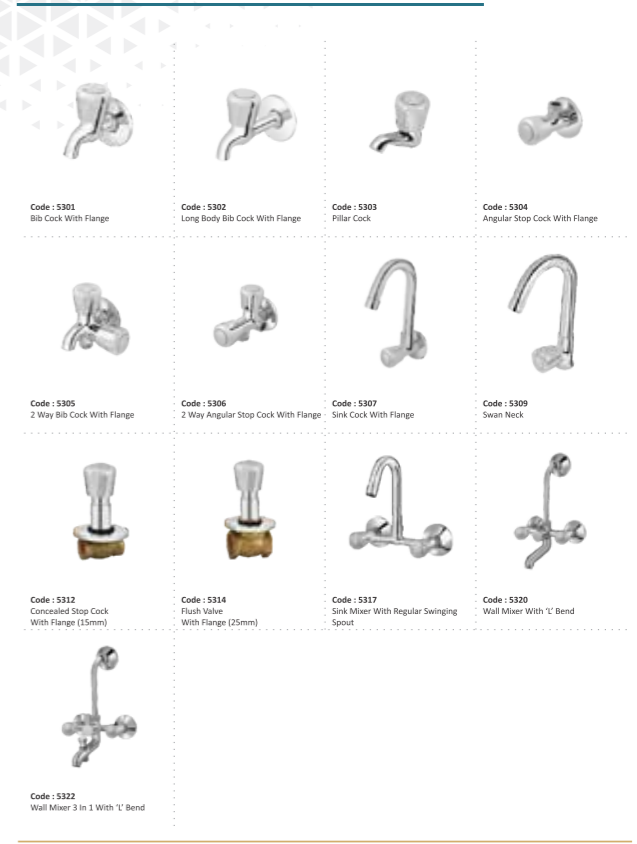 Code : 5301
Bib Cock With Flange
Code : 5302
Long Body Bib Cock With Flange
Code : 5303
Pillar Cock
Code : 5304
Angular Stop Cock With Flange
Code : 5305
2 Way Bib Cock With Flange
Code : 5306
2 Way Angular Stop Cock With Flange
Code : 5307
Sink Cock With Flange
Code : 5309
Swan Neck
Code : 5312
Concealed Stop Cock
With Flange (15mm)
Code : 5314
Flush Valve
With Flange (25mm)
Code : 5317
Sink Mixer With Regular Swinging
Spout
Code : 5320
Wall Mixer With ‘L’ Bend
Code : 5322
Wall Mixer 3 In 1 With ‘L’ Bend